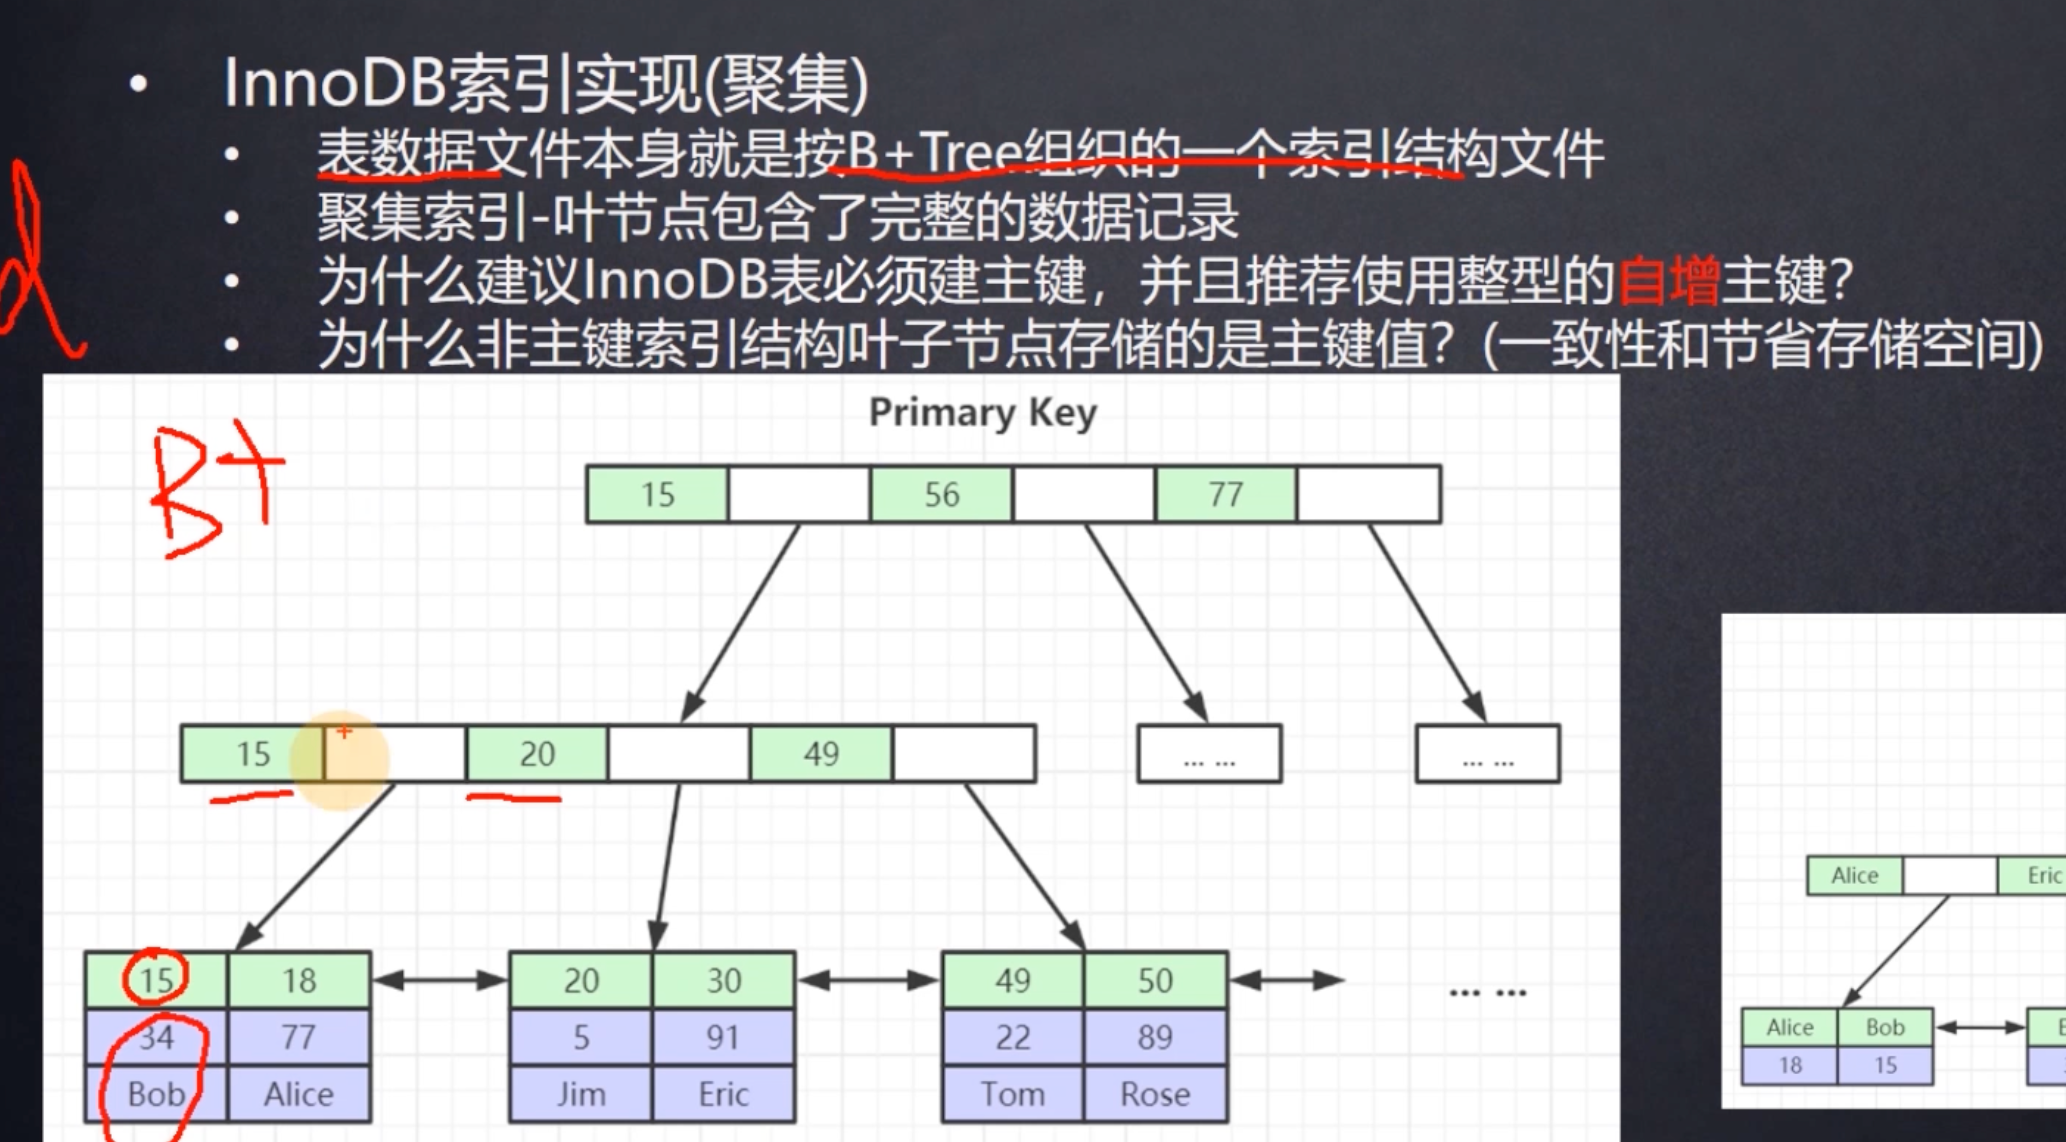 InnoDB索引实现(聚集)
表数据文件本身就是按B+Tree组织的一个索引结构文件
聚集索引-叶节点包含了完整的数据记录
为什么建议InnoDB表必须建主键，并且推荐使用整型的自增主键？
为什么非主键索引结构叶子节点存储的是主键值？(一致性和节省存储空间)
Primary Key
B+
15 56 77
15 20 49 ... ... ... ...
15 18 20 30 49 50 ... ...
34 77 5 91 22 89
Bob Alice Jim Eric Tom Rose
Alice Eric
Alice Bob
18 15